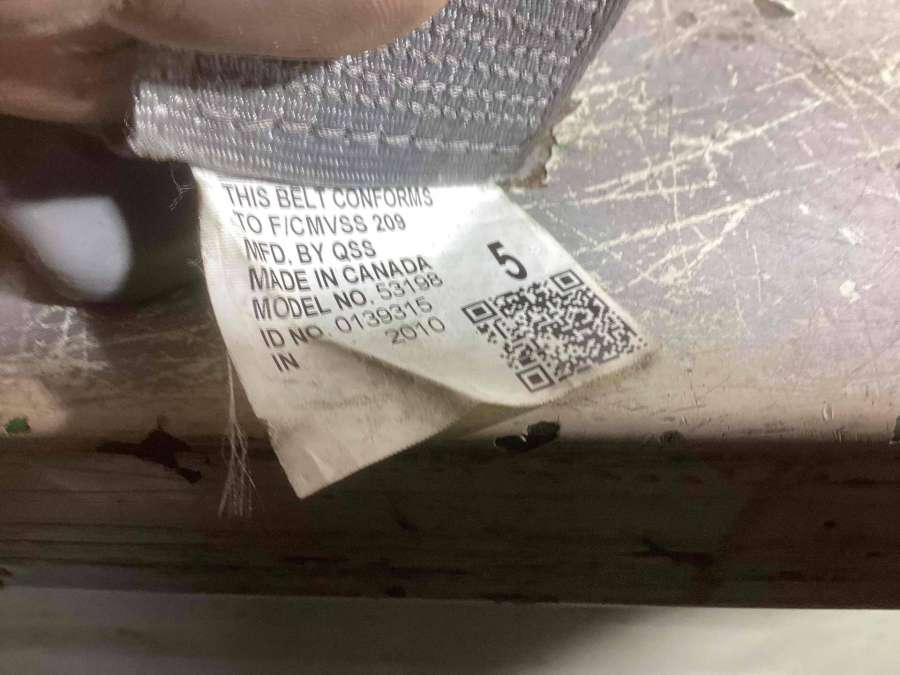 THIS BELT CONFORMS
TO F/CMVSS 209
MFD. BY QSS
MADE IN CANADA
5
MODEL NO. 53198
ID NO. 0139315
IN 2010